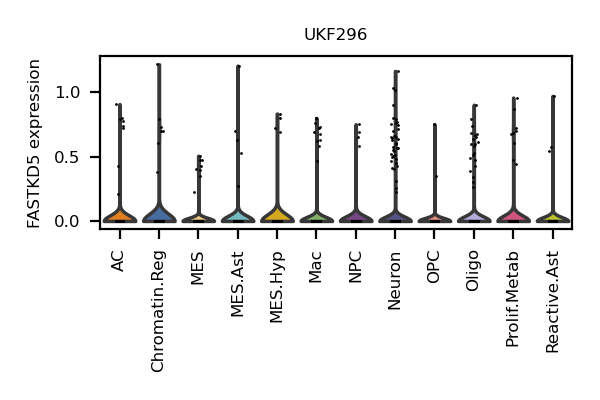 UKF296
FASTKD5 expression
1.0
0.5
0.0
AC
Chromatin.Reg
MES
MES.Ast
MES.Hyp
Mac
NPC
Neuron
OPC
Oligo
Prolif.Metab
Reactive.Ast